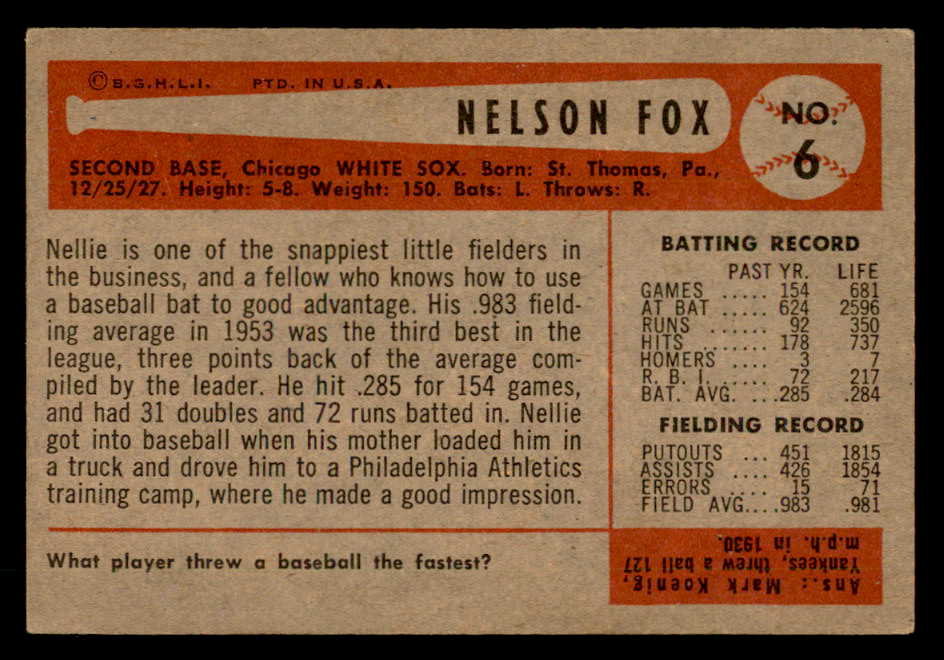 © B.G.H.L.I. PTD. IN U.S.A.
NELSON FOX
NO.
6
SECOND BASE, Chicago WHITE SOX. Born: St. Thomas, Pa.,
12/25/27. Height: 5-8. Weight: 150. Bats: L. Throws: R.
Nellie is one of the snappiest little fielders in
the business, and a fellow who knows how to use
a baseball bat to good advantage. His .983 field-
ing average in 1953 was the third best in the
league, three points back of the average com-
piled by the leader. He hit .285 for 154 games,
and had 31 doubles and 72 runs batted in. Nellie
got into baseball when his mother loaded him in
a truck and drove him to a Philadelphia Athletics
training camp, where he made a good impression.
BATTING RECORD
PAST YR. LIFE
GAMES ..... 154 681
AT BAT ..... 624 2596
RUNS ...... 92 350
HITS ....... 178 737
HOMERS ..... 3 7
R. B. I. ..... 72 217
BAT. AVG. ... .285 .284
FIELDING RECORD
PUTOUTS ... 451 1815
ASSISTS .... 426 1854
ERRORS ..... 15 71
FIELD AVG. ... .983 .981
What player threw a baseball the fastest?
Ans.: Mark Koenig,
Yankees, threw a ball 127
m.p.h. in 1930.